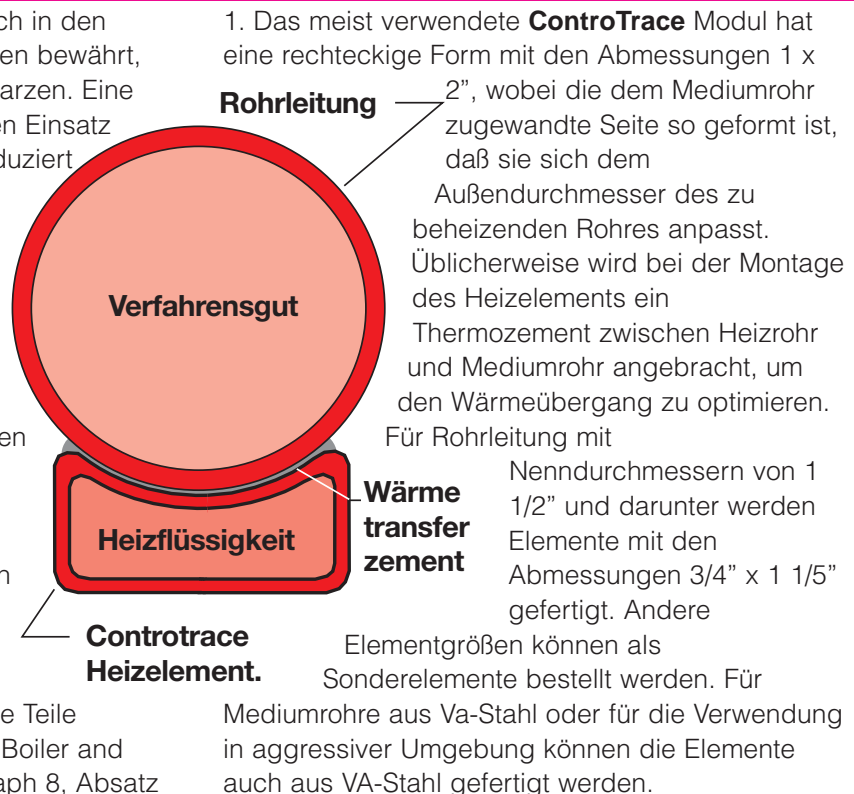 ch in den
en bewährt,
arzen. Eine
en Einsatz
duziert
en
n
e Teile
Boiler and
aph 8, Absatz
1. Das meist verwendete ControTrace Modul hat
eine rechteckige Form mit den Abmessungen 1 x
2”, wobei die dem Mediumrohr
zugewandte Seite so geformt ist,
daß sie sich dem
Außendurchmesser des zu
beheizenden Rohres anpasst.
Üblicherweise wird bei der Montage
des Heizelements ein
Thermozement zwischen Heizrohr
und Mediumrohr angebracht, um
den Wärmeübergang zu optimieren.
Für Rohrleitung mit
Nenndurchmessern von 1
1/2” und darunter werden
Elemente mit den
Abmessungen 3/4” x 1 1/5”
gefertigt. Andere
Elementgrößen können als
Sonderelemente bestellt werden. Für
Mediumrohre aus Va-Stahl oder für die Verwendung
in aggressiver Umgebung können die Elemente
auch aus VA-Stahl gefertigt werden.
Rohrleitung
Verfahrensgut
Wärme
transfer
zement
Heizflüssigkeit
Controtrace
Heizelement.